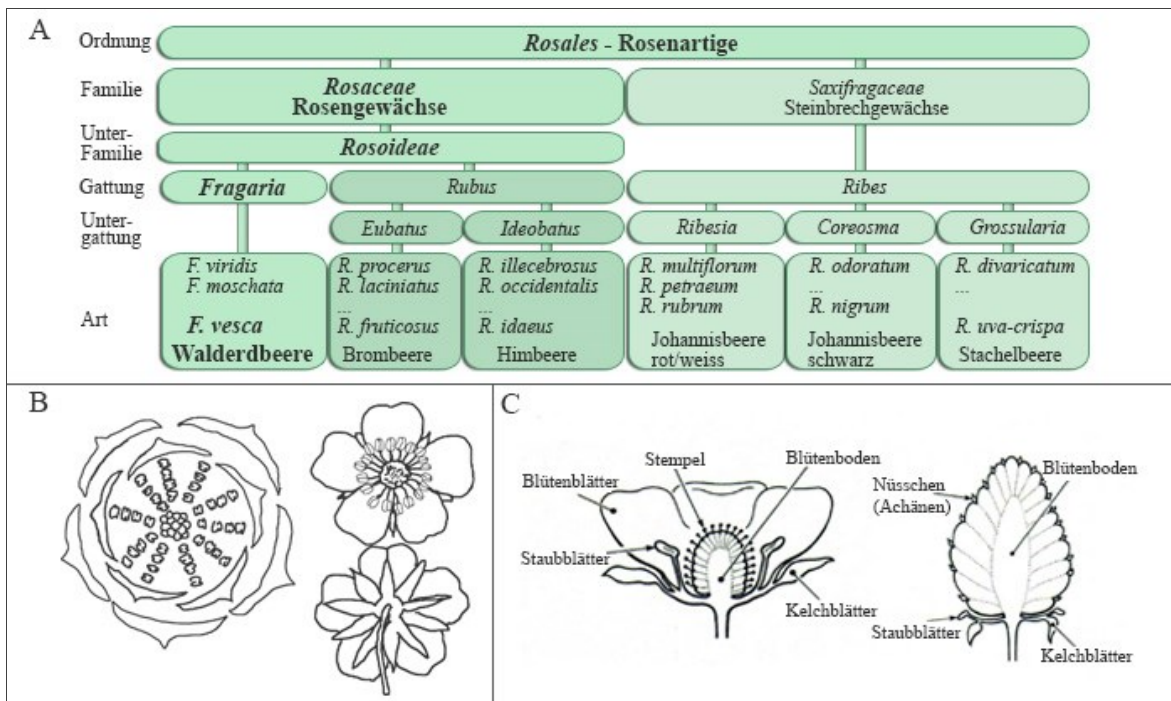 A
Ordnung
Rosales - Rosenartige
Familie
Rosaceae
Rosengewächse
Saxifragaceae
Steinbrechgewächse
Unter-
Familie
Rosoideae
Gattung
Fragaria
Rubus
Ribes
Unter-
gattung
Eubatus
Ideobatus
Ribesia
Coreosma
Grossularia
Art
F. viridis
F. moschata
F. vesca
Walderdbeere
R. procerus
R. laciniatus
...
R. fruticosus
Brombeere
R. illecebrosus
R. occidentalis
...
R. idaeus
Himbeere
R. multiflorum
R. petraeum
R. rubrum
Johannisbeere
rot/weiss
R. odoratum
...
R. nigrum
Johannisbeere
schwarz
R. divaricatum
...
R. uva-crispa
Stachelbeere
B
C
Blütenblätter
Stempel
Blütenboden
Staubblätter
Kelchblätter
Nüsschen
(Achänen)
Blütenboden
Staubblätter
Kelchblätter